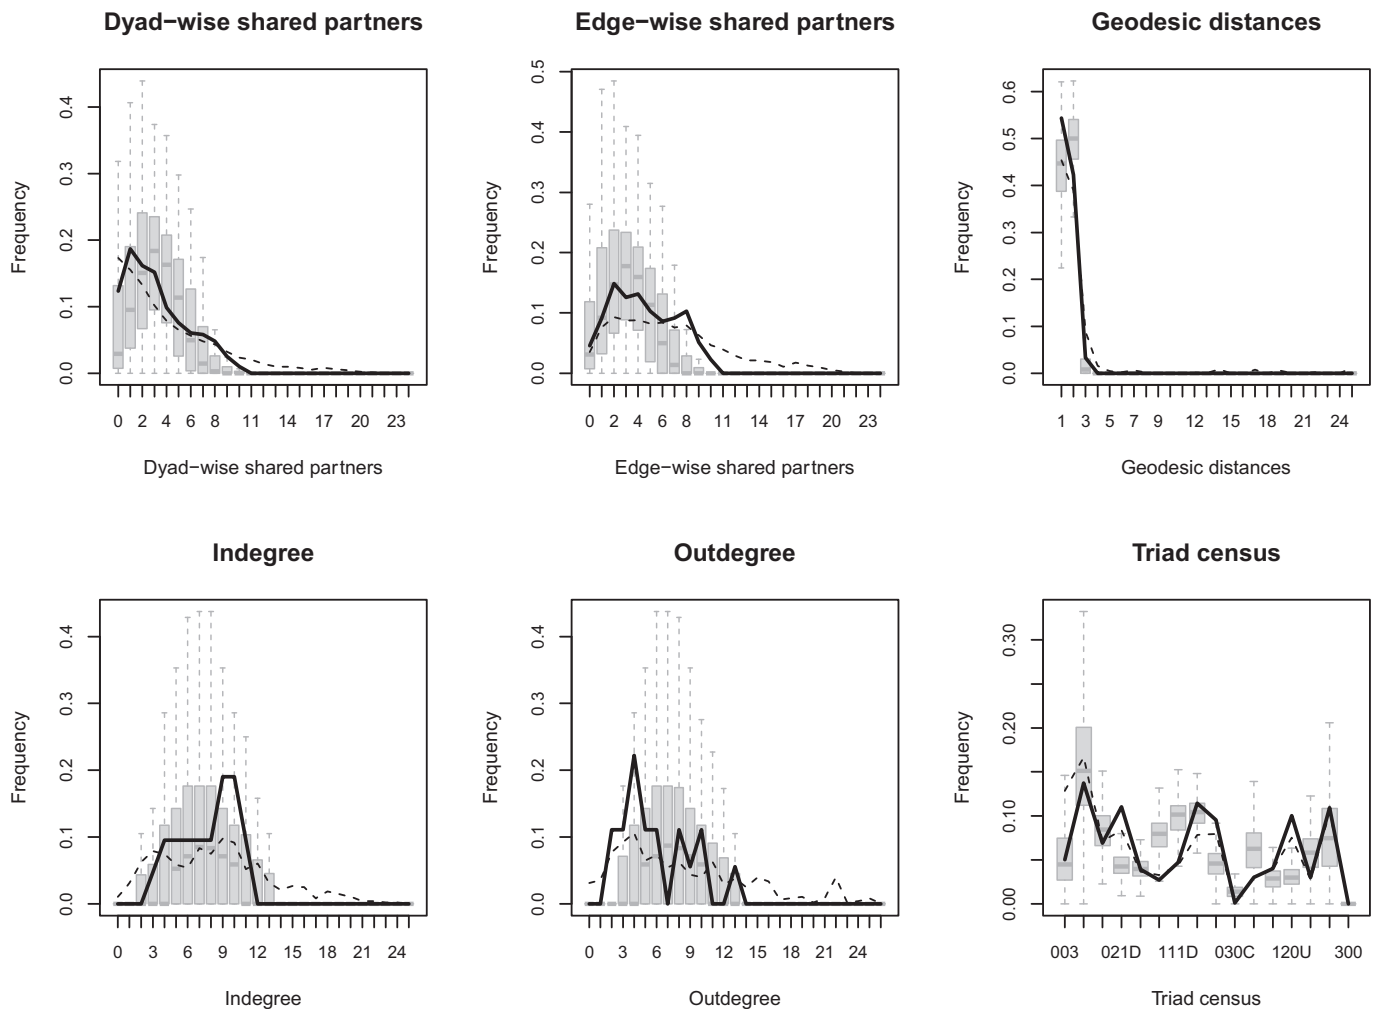 Dyad−wise shared partners
Frequency
0.0 0.1 0.2 0.3 0.4
0 2 4 6 8 11 14 17 20 23
Dyad−wise shared partners
Edge−wise shared partners
Frequency
0.0 0.1 0.2 0.3 0.4 0.5
0 2 4 6 8 11 14 17 20 23
Edge−wise shared partners
Geodesic distances
Frequency
0.0 0.1 0.2 0.3 0.4 0.5 0.6
1 3 5 7 9 12 15 18 21 24
Geodesic distances
Indegree
Frequency
0.0 0.1 0.2 0.3 0.4
0 3 6 9 12 15 18 21 24
Indegree
Outdegree
Frequency
0.0 0.1 0.2 0.3 0.4
0 3 6 9 12 15 18 21 24
Outdegree
Triad census
Frequency
0.00 0.10 0.20 0.30
003 021D 111D 030C 120U 300
Triad census